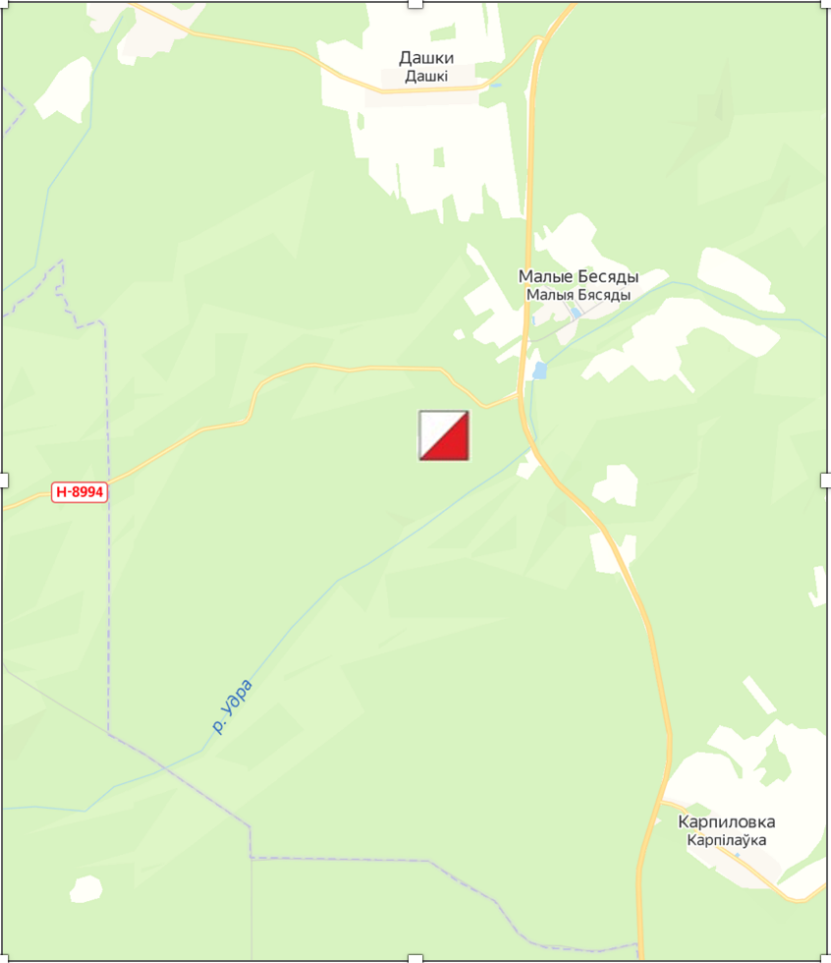 Дашки
Дашкі
Малые Бесяды
Малыя Бясяды
Н-8994
р. Удра
Карпиловка
Карпілаўка